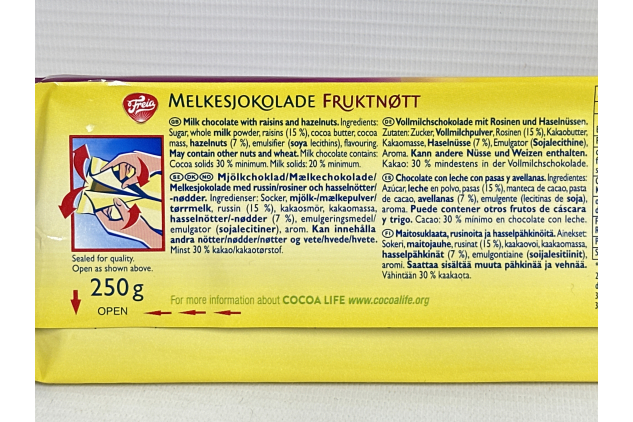 Freia
MELKESJOKOLADE FRUKTNØTT
GB Milk chocolate with raisins and hazelnuts. Ingredients:
Sugar, whole milk powder, raisins (15 %), cocoa butter, cocoa
mass, hazelnuts (7 %), emulsifier (soya lecithins), flavouring.
May contain other nuts and wheat. Milk chocolate contains:
Cocoa solids 30 % minimum. Milk solids: 20 % minimum.
SE DK NO Mjölkchoklad/Mælkechokolade/
Melkesjokolade med russin/rosiner och hasselnötter/
-nødder. Ingredienser: Socker, mjölk-/mælkepulver/
tørrmelk, russin (15 %), kakaosmör, kakaomassa,
hasselnötter/-nødder (7 %), emulgeringsmedel/
emulgator (sojalecitiner), arom. Kan innehålla
andra nötter/nødder/nøtter og vete/hvede/hvete.
Minst 30 % kakao/kakaotørstof.
DE Vollmilchschokolade mit Rosinen und Haselnüssen.
Zutaten: Zucker, Vollmilchpulver, Rosinen (15 %), Kakaobutter,
Kakaomasse, Haselnüsse (7 %), Emulgator (Sojalecithine),
Aroma. Kann andere Nüsse und Weizen enthalten.
Kakao: 30 % mindestens in der Vollmilchschokolade.
ES Chocolate con leche con pasas y avellanas. Ingredientes:
Azúcar, leche en polvo, pasas (15 %), manteca de cacao, pasta
de cacao, avellanas (7 %), emulgente (lecitinas de soja),
aroma. Puede contener otros frutos de cáscara
y trigo. Cacao: 30 % mínimo en chocolate con leche.
FI Maitosuklaata, rusinoita ja hasselpähkinöitä. Ainekset:
Sokeri, maitojauhe, rusinat (15 %), kaakaovoi, kaakaomassa,
hasselpähkinät (7 %), emulgointiaine (soijalesitiinit),
aromi. Saattaa sisältää muuta pähkinää ja vehnää.
Vähintään 30 % kaakaota.
Sealed for quality.
Open as shown above.
250 g
OPEN
For more information about COCOA LIFE www.cocoalife.org